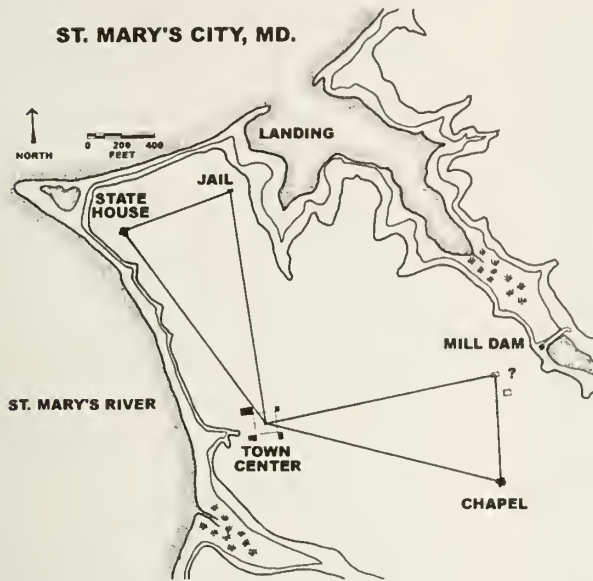 ST. MARY'S CITY, MD.
NORTH
0 200 400
FEET
LANDING
JAIL
STATE
HOUSE
MILL DAM
?
ST. MARY'S RIVER
TOWN
CENTER
CHAPEL